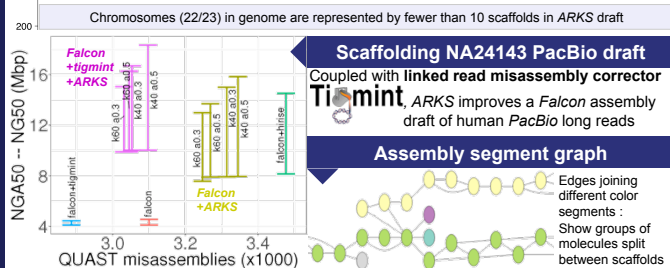 Chromosomes (22/23) in genome are represented by fewer than 10 scaffolds in ARKS draft
200
NGA50 -- NG50 (Mbp)
16
12
8
4
Falcon
+tigmint
+ARKS
k60 a0.3
k60 a0.5
k40 a0.3
k40 a0.5
k60 a0.3
k60 a0.5
k40 a0.3
k40 a0.5
falcon+hirise
falcon+tigmint
falcon
Falcon
+ARKS
3.0
3.2
3.4
QUAST misassemblies (x1000)
Scaffolding NA24143 PacBio draft
Coupled with linked read misassembly corrector
Tigmint, ARKS improves a Falcon assembly
draft of human PacBio long reads
Assembly segment graph
Edges joining
different color
segments :
Show groups of
molecules split
between scaffolds